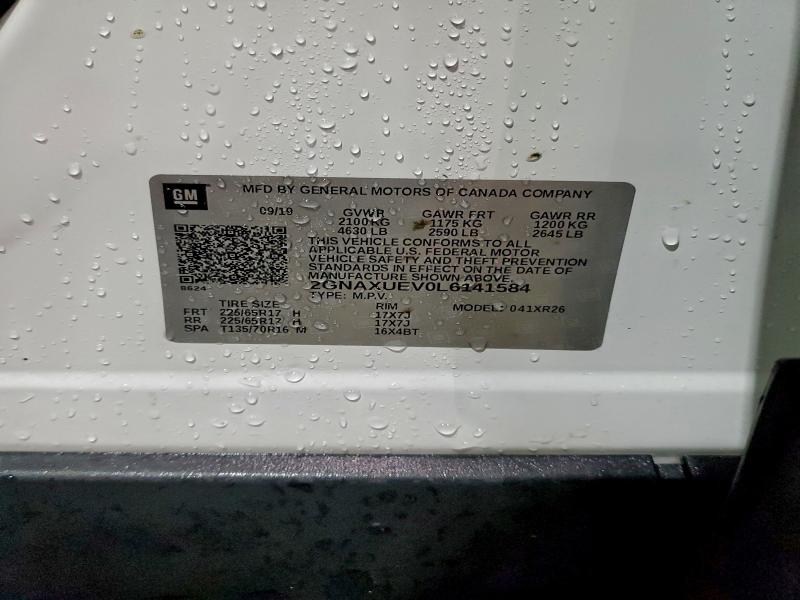 GM
MFD BY GENERAL MOTORS OF CANADA COMPANY
09/19 GVWR GAWR FRT GAWR RR
2100 KG 1175 KG 1200 KG
4630 LB 2590 LB 2645 LB
THIS VEHICLE CONFORMS TO ALL
APPLICABLE U.S. FEDERAL MOTOR
VEHICLE SAFETY AND THEFT PREVENTION
STANDARDS IN EFFECT ON THE DATE OF
MANUFACTURE SHOWN ABOVE.
8624 2GNAXUEV0L6141584
TYPE: M.P.V. MODEL: 041XR26
TIRE SIZE RIM
FRT 225/65R17 H 17X7J
RR 225/65R17 H 17X7J
SPA T135/70R16 M 16X4BT